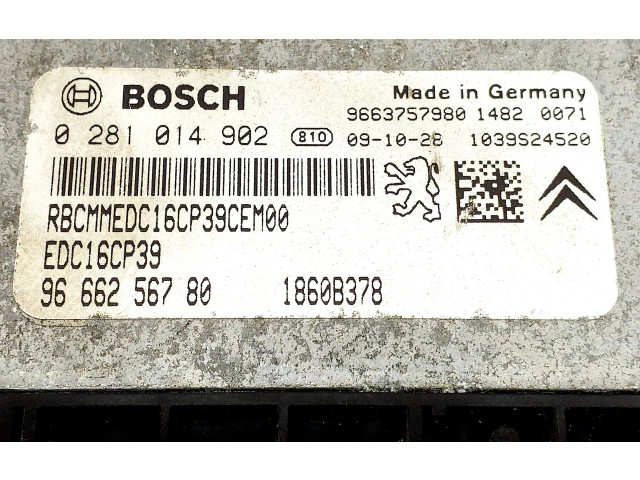 BOSCH Made in Germany
9663757980 1482 0071
0 281 014 902 810 09-10-28 1039S24520
RBCMMEDC16CP39CEM00
EDC16CP39
96 662 567 80 1860B378